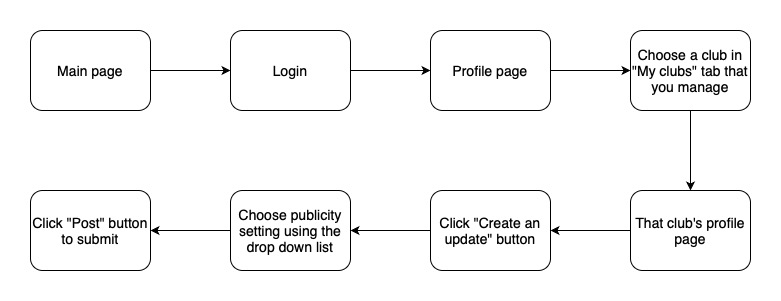 Main page
Login
Profile page
Choose a club in
"My clubs" tab that
you manage
Click "Post" button
to submit
Choose publicity
setting using the
drop down list
Click "Create an
update" button
That club's profile
page